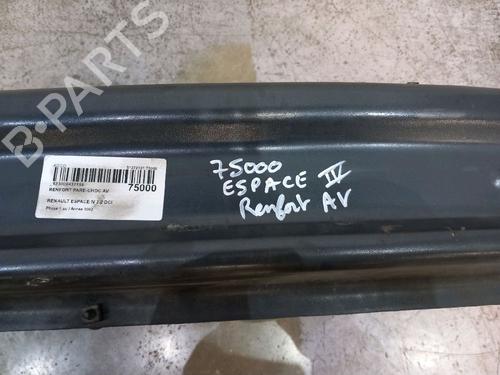 B-PARTS
75000
RENFORT PARE-CHOC AV
RENAULT ESPACE IV 2.2 DCI
75000
ESPACE IV
Renfort AV